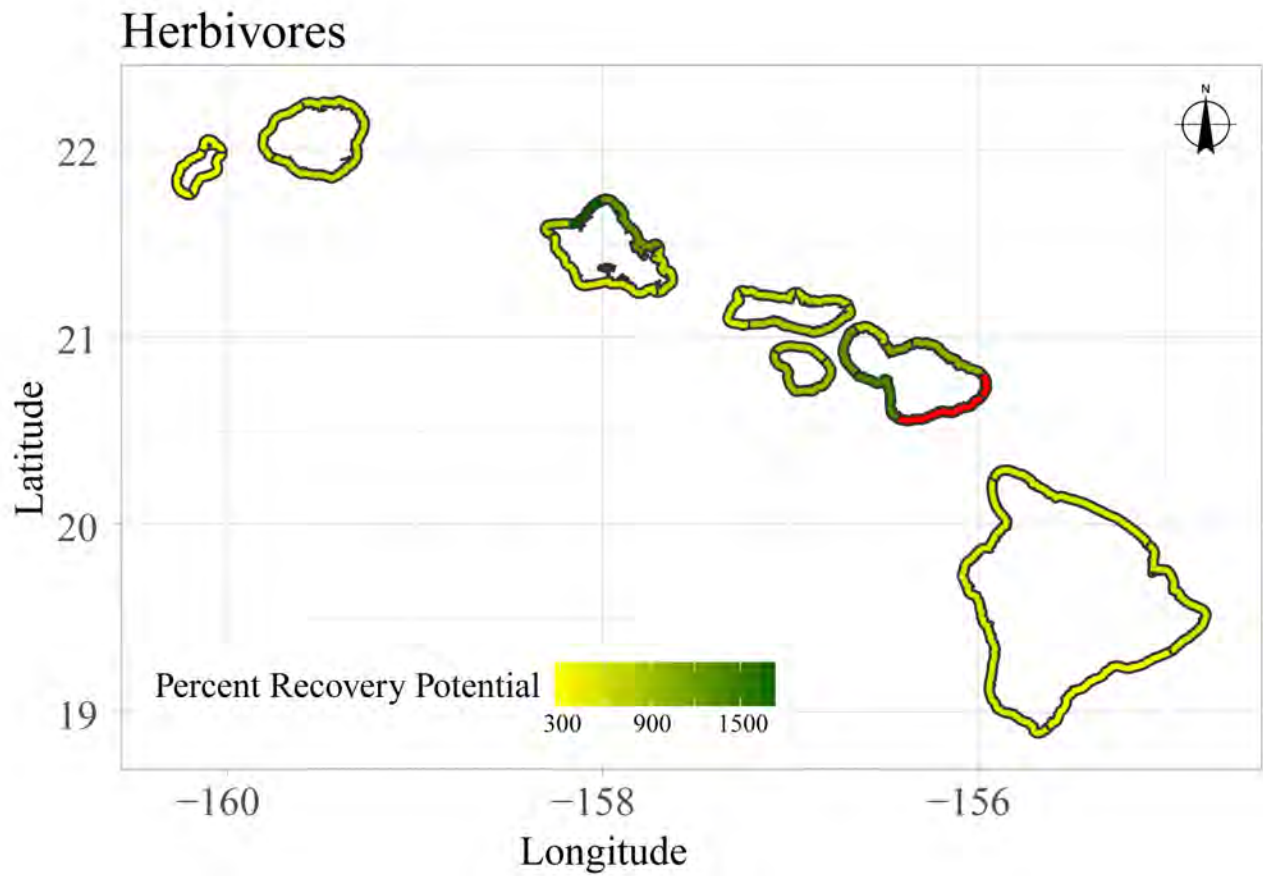 Herbivores
N
22
21
20
19
Latitude
Percent Recovery Potential
300 900 1500
−160 −158 −156
Longitude